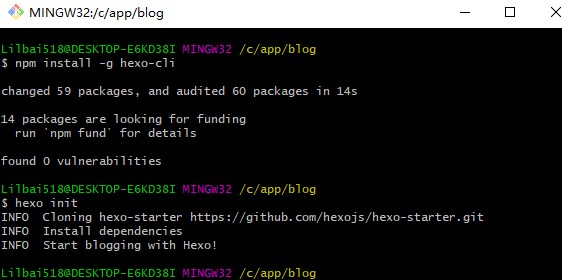 MINGW32:/c/app/blog
Lilbai518@DESKTOP-E6KD38I MINGW32 /c/app/blog
$ npm install -g hexo-cli
changed 59 packages, and audited 60 packages in 14s
14 packages are looking for funding
  run `npm fund` for details
found 0 vulnerabilities
Lilbai518@DESKTOP-E6KD38I MINGW32 /c/app/blog
$ hexo init
INFO  Cloning hexo-starter https://github.com/hexojs/hexo-starter.git
INFO  Install dependencies
INFO  Start blogging with Hexo!
Lilbai518@DESKTOP-E6KD38I MINGW32 /c/app/blog